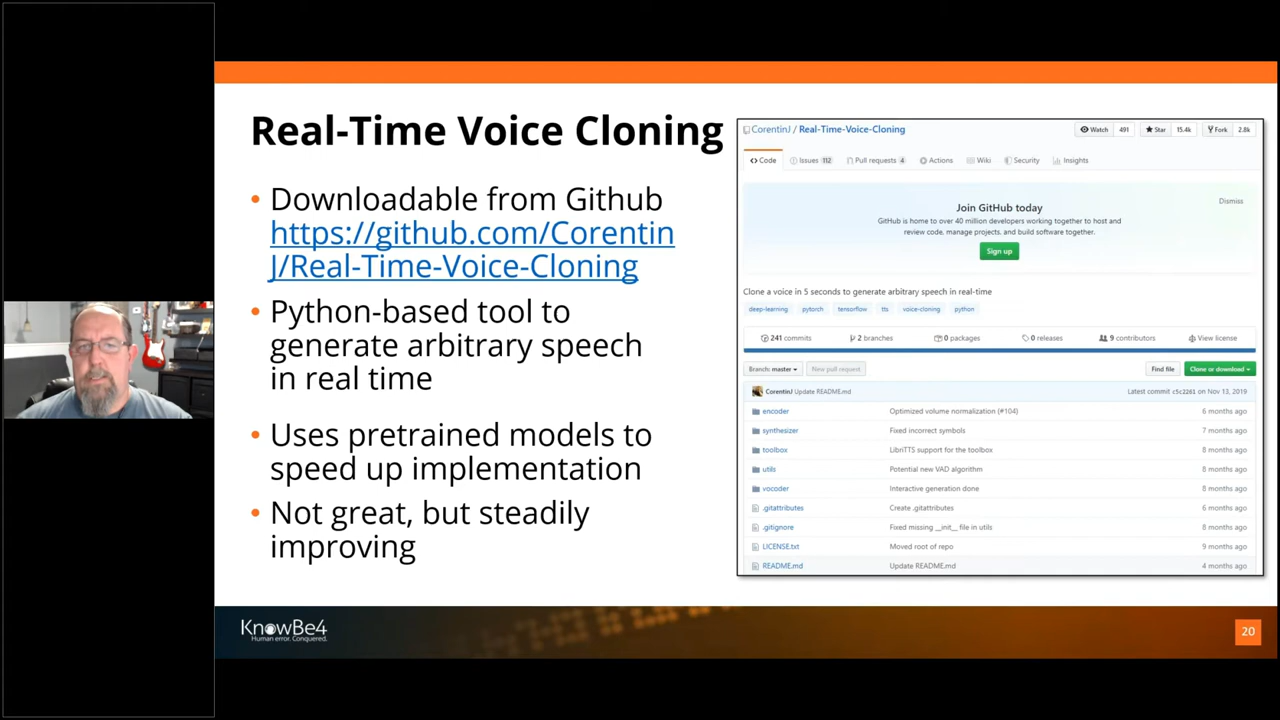 Real-Time Voice Cloning
• Downloadable from Github
https://github.com/Corentin
J/Real-Time-Voice-Cloning
• Python-based tool to
generate arbitrary speech
in real time
• Uses pretrained models to
speed up implementation
• Not great, but steadily
improving
CorentinJ / Real-Time-Voice-Cloning
Watch 491 Star 15.4k Fork 2.8k
Code Issues 112 Pull requests 4 Actions Wiki Security Insights
Join GitHub today
Dismiss
GitHub is home to over 40 million developers working together to host and
review code, manage projects, and build software together.
Sign up
Clone a voice in 5 seconds to generate arbitrary speech in real-time
deep-learning pytorch tensorflow tts voice-cloning python
241 commits 2 branches 0 packages 0 releases 9 contributors View license
Branch: master New pull request Find file Clone or download
CorentinJ Update README.md Latest commit c5c2261 on Nov 13, 2019
encoder Optimized volume normalization (#104) 6 months ago
synthesizer Fixed incorrect symbols 7 months ago
toolbox LibriTTS support for the toolbox 8 months ago
utils Potential new VAD algorithm 8 months ago
vocoder Interactive generation done 8 months ago
.gitattributes Create .gitattributes 6 months ago
.gitignore Fixed missing __init__ file in utils 8 months ago
LICENSE.txt Moved root of repo 9 months ago
README.md Update README.md 4 months ago
KnowBe4
Human error. Conquered.
20